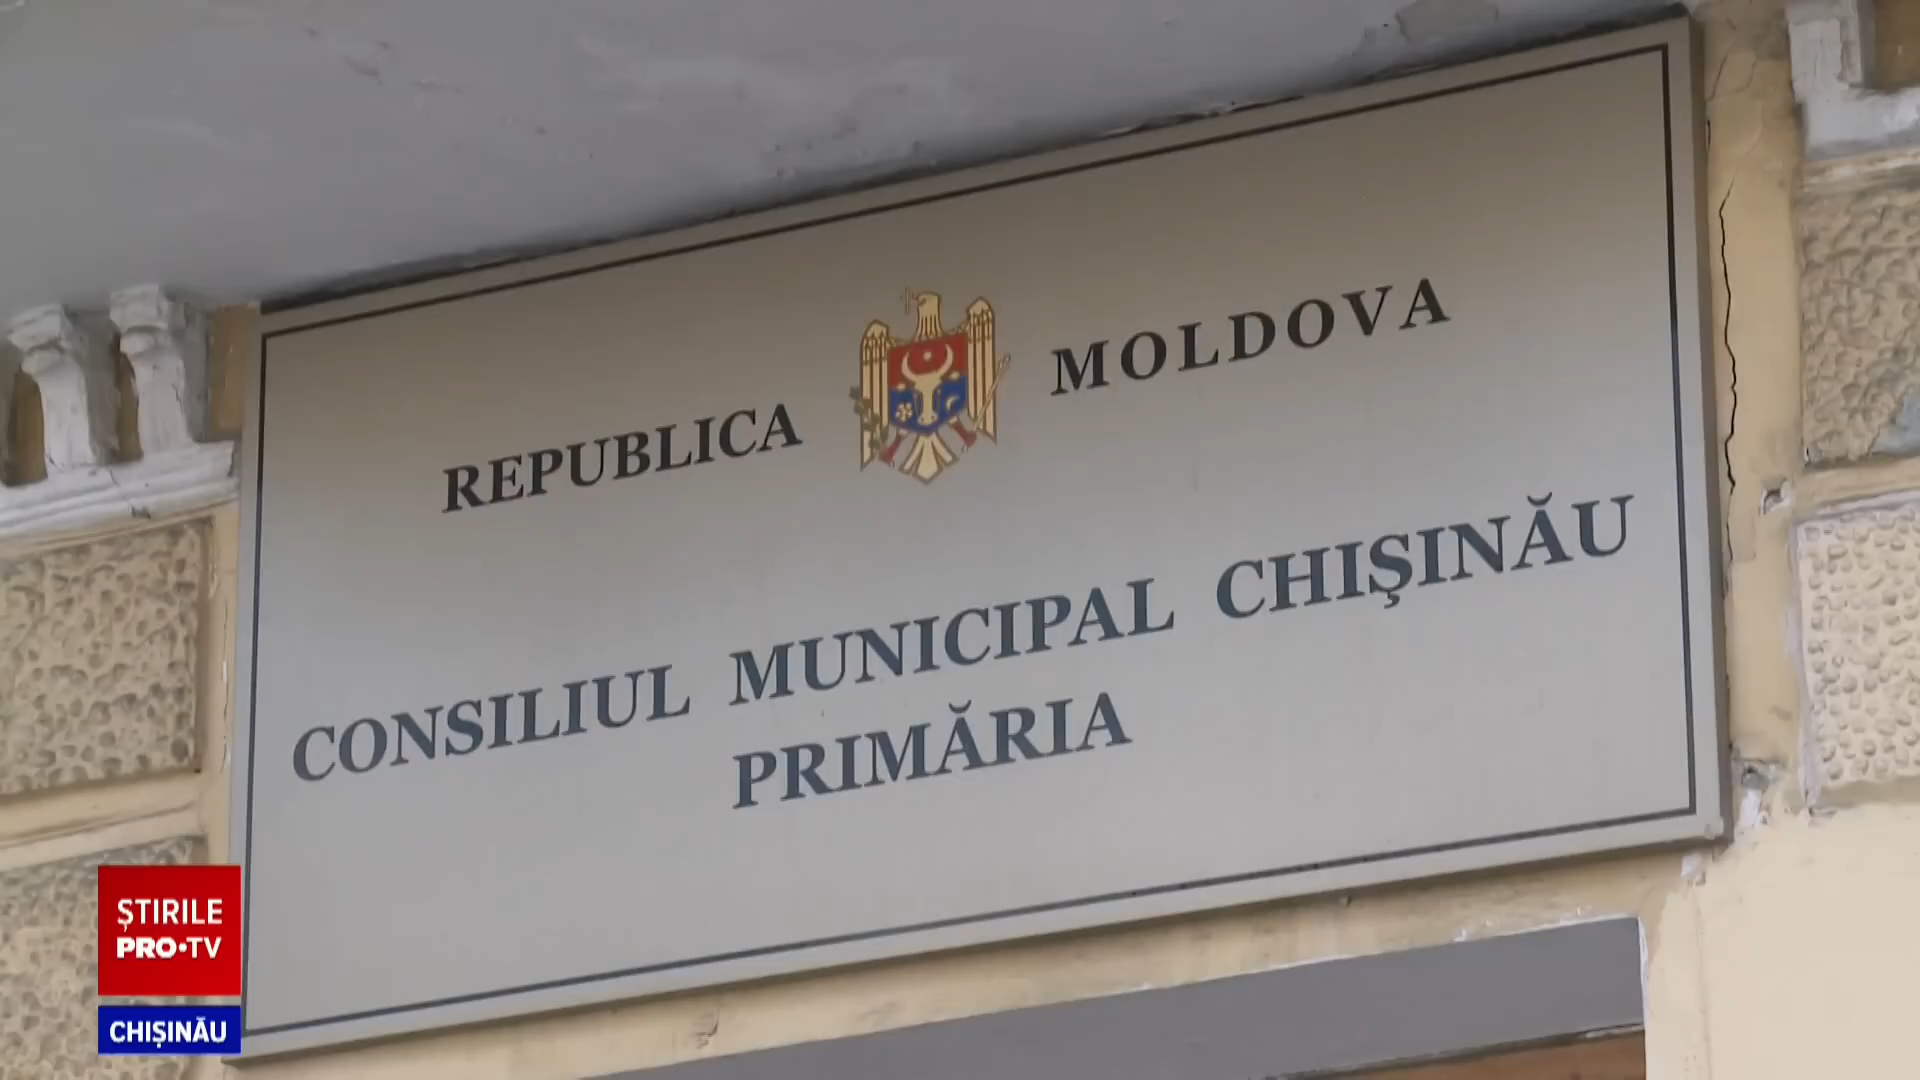 REPUBLICA MOLDOVA
CONSILIUL MUNICIPAL CHIŞINĂU
PRIMĂRIA
ȘTIRILE
PRO•TV
CHIȘINĂU